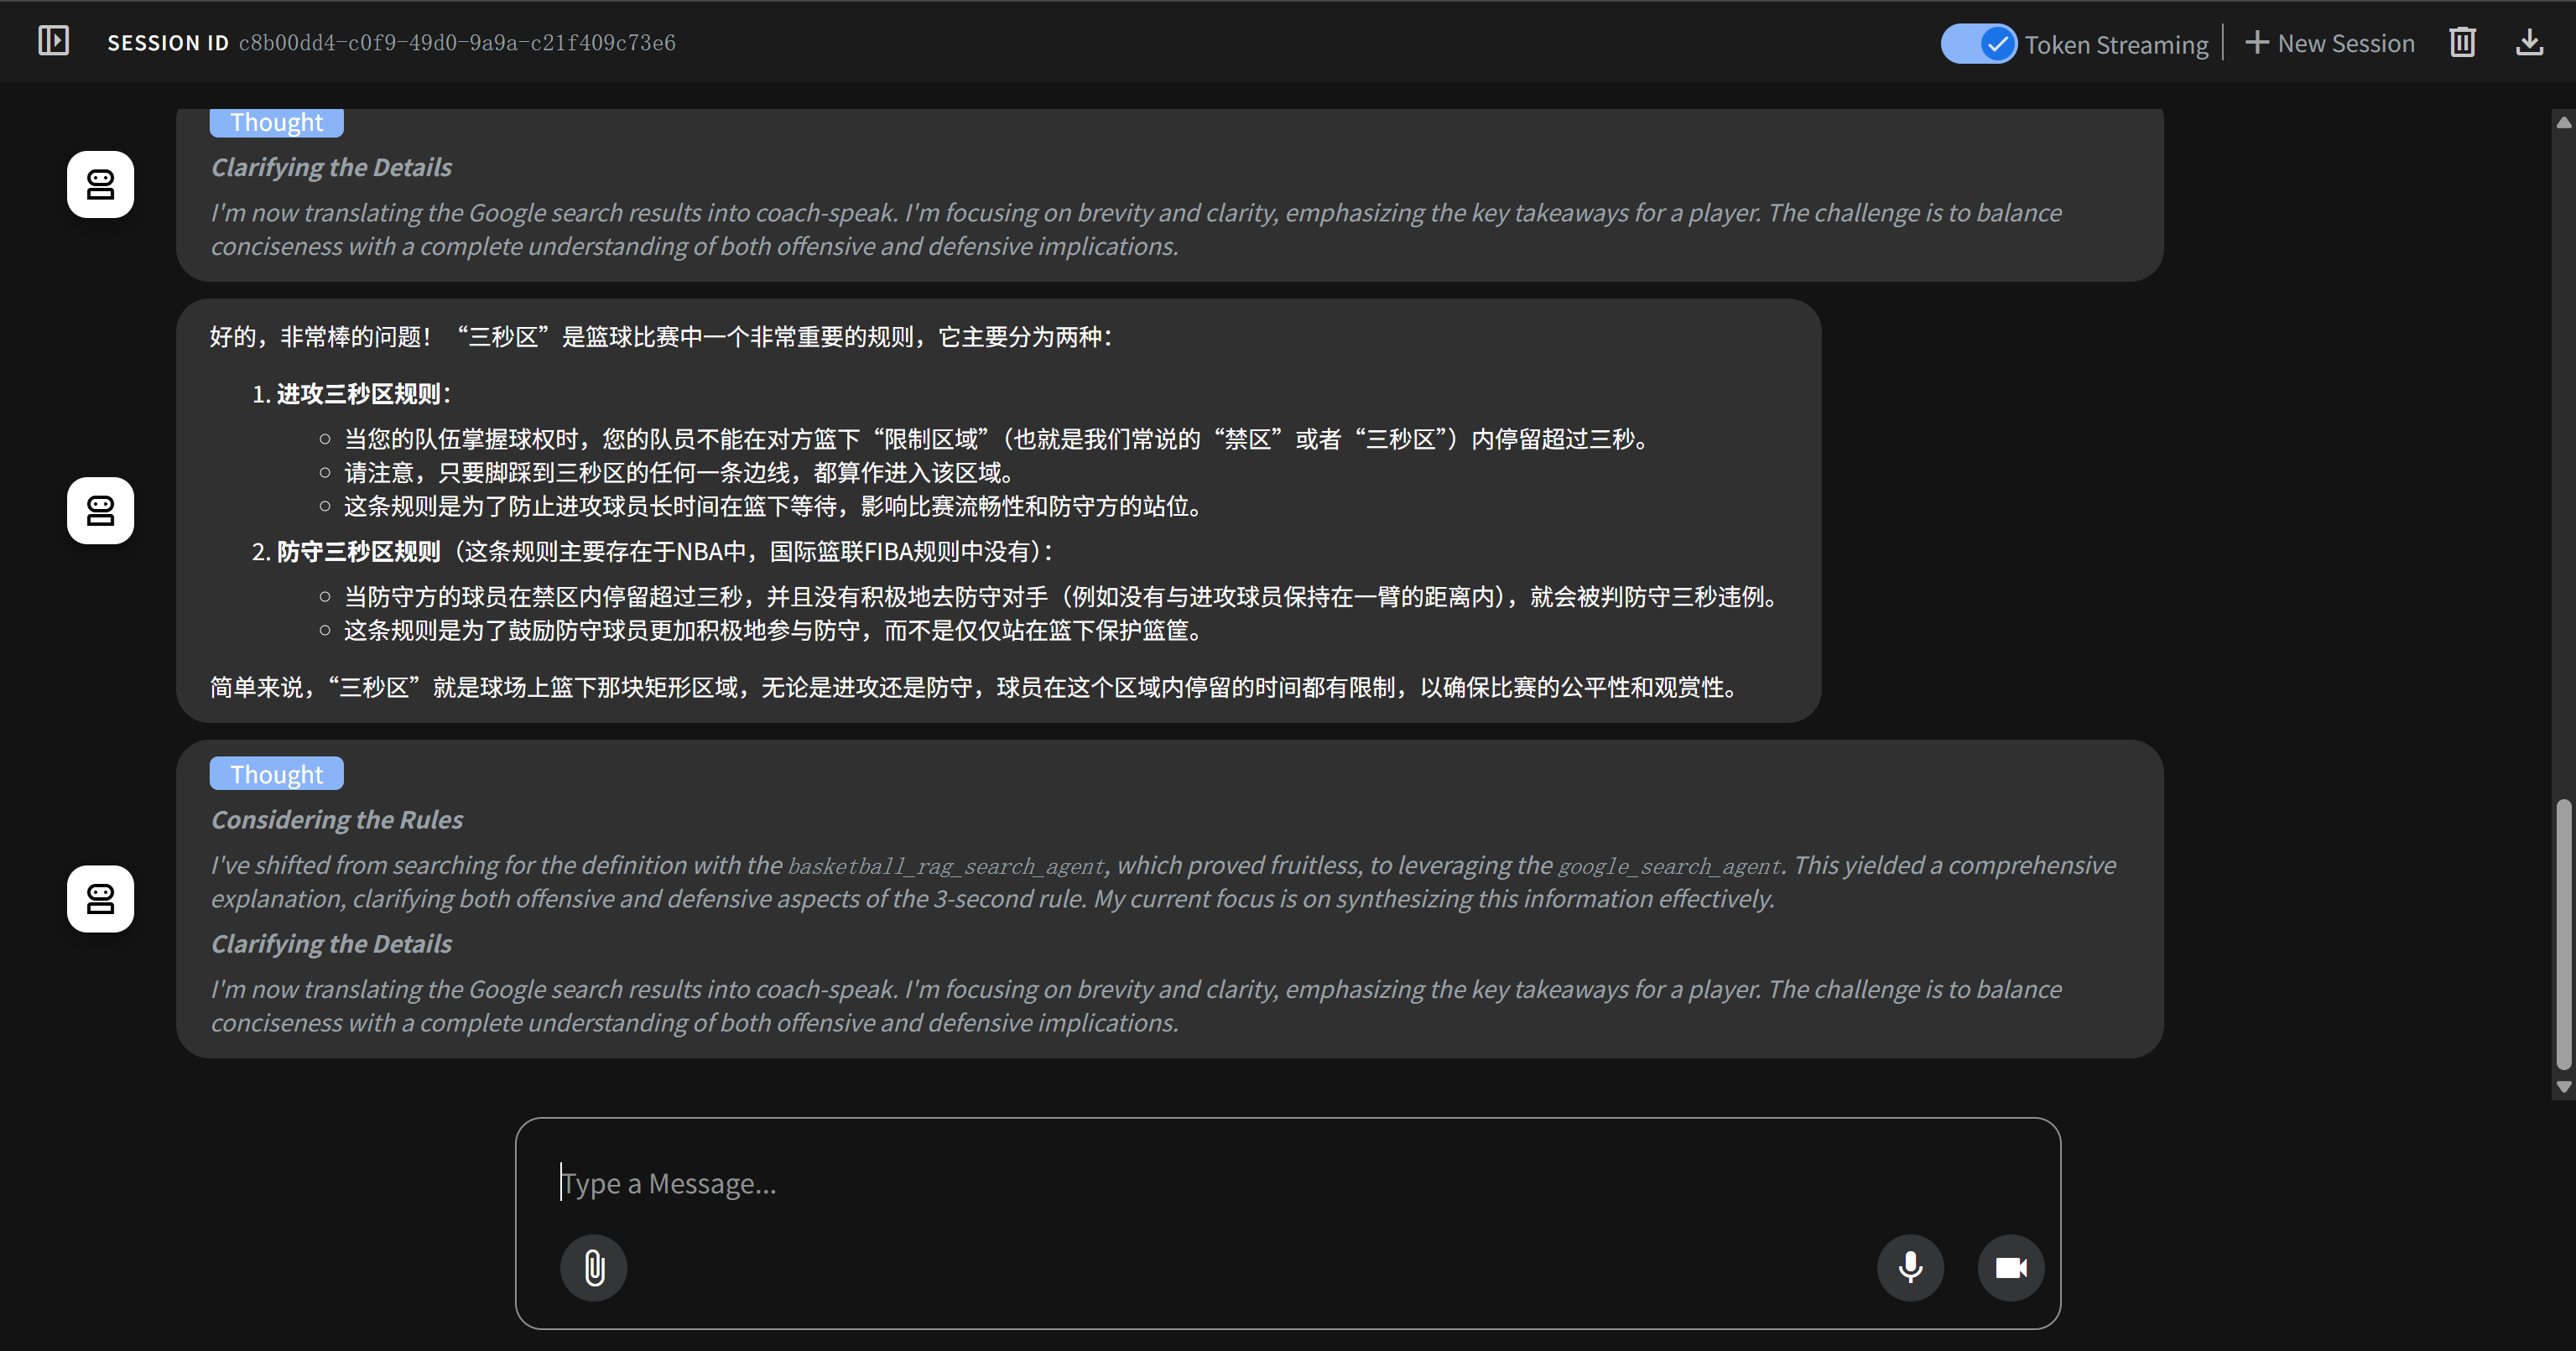 SESSION ID c8b00dd4-c0f9-49d0-9a9a-c21f409c73e6
Token Streaming
New Session
Thought
Clarifying the Details
I'm now translating the Google search results into coach-speak. I'm focusing on brevity and clarity, emphasizing the key takeaways for a player. The challenge is to balance
conciseness with a complete understanding of both offensive and defensive implications.
好的，非常棒的问题！“三秒区”是篮球比赛中一个非常重要的规则，它主要分为两种：
1. 进攻三秒区规则：
○ 当您的队伍掌握球权时，您的队员不能在对方篮下“限制区域”（也就是我们常说的“禁区”或者“三秒区”）内停留超过三秒。
○ 请注意，只要脚踩到三秒区的任何一条边线，都算作进入该区域。
○ 这条规则是为了防止进攻球员长时间在篮下等待，影响比赛流畅性和防守方的站位。
2. 防守三秒区规则（这条规则主要存在于NBA中，国际篮联FIBA规则中没有）：
○ 当防守方的球员在禁区内停留超过三秒，并且没有积极地去防守对手（例如没有与进攻球员保持在一臂的距离内），就会被判防守三秒违例。
○ 这条规则是为了鼓励防守球员更加积极地参与防守，而不是仅仅站在篮下保护篮筐。
简单来说，“三秒区”就是球场上篮下那块矩形区域，无论是进攻还是防守，球员在这个区域内停留的时间都有限制，以确保比赛的公平性和观赏性。
Thought
Considering the Rules
I've shifted from searching for the definition with the basketball_rag_search_agent, which proved fruitless, to leveraging the google_search_agent. This yielded a comprehensive
explanation, clarifying both offensive and defensive aspects of the 3-second rule. My current focus is on synthesizing this information effectively.
Clarifying the Details
I'm now translating the Google search results into coach-speak. I'm focusing on brevity and clarity, emphasizing the key takeaways for a player. The challenge is to balance
conciseness with a complete understanding of both offensive and defensive implications.
Type a Message...